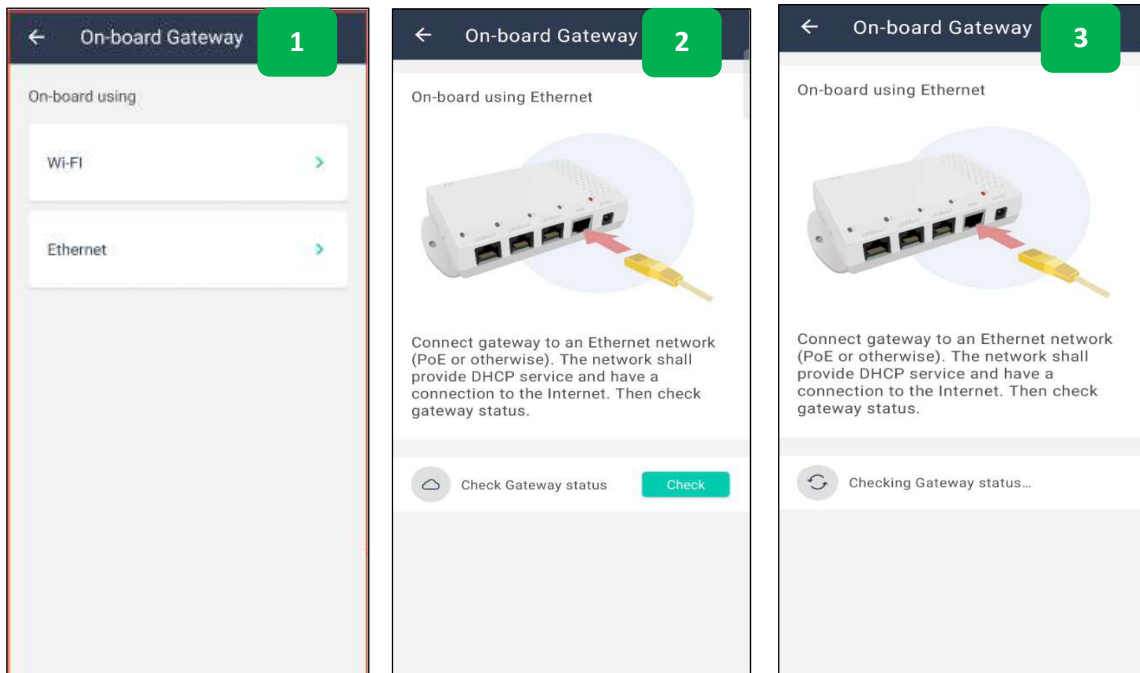 On-board Gateway
1
On-board using
Wi-FI
Ethernet
On-board Gateway
2
On-board using Ethernet
Connect gateway to an Ethernet network
(PoE or otherwise). The network shall
provide DHCP service and have a
connection to the Internet. Then check
gateway status.
Check Gateway status
Check
On-board Gateway
3
On-board using Ethernet
Connect gateway to an Ethernet network
(PoE or otherwise). The network shall
provide DHCP service and have a
connection to the Internet. Then check
gateway status.
Checking Gateway status...